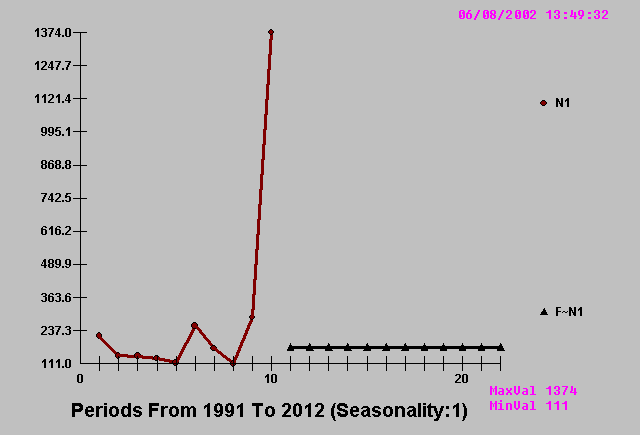 06/08/2002 13:49:32
1374.0
1247.7
1121.4
995.1
868.8
742.5
616.2
489.9
363.6
237.3
111.0
N1
F~N1
0 10 20
MaxVal 1374
MinVal 111
Periods From 1991 To 2012 (Seasonality:1)